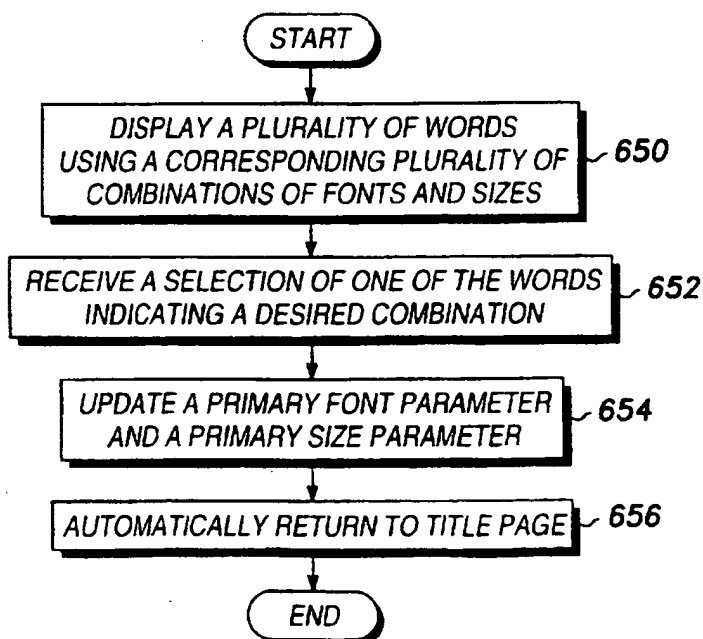 START
DISPLAY A PLURALITY OF WORDS
USING A CORRESPONDING PLURALITY OF
COMBINATIONS OF FONTS AND SIZES
650
RECEIVE A SELECTION OF ONE OF THE WORDS
INDICATING A DESIRED COMBINATION
652
UPDATE A PRIMARY FONT PARAMETER
AND A PRIMARY SIZE PARAMETER
654
AUTOMATICALLY RETURN TO TITLE PAGE
656
END